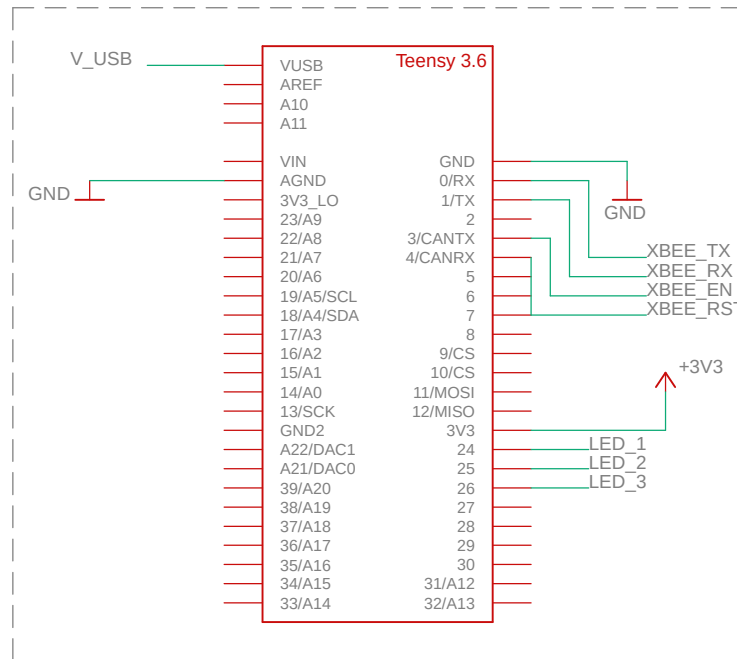 Teensy 3.6
V_USB
VUSB
AREF
A10
A11
VIN
GND
AGND
3V3_LO
23/A9
22/A8
21/A7
20/A6
19/A5/SCL
18/A4/SDA
17/A3
16/A2
15/A1
14/A0
13/SCK
GND2
A22/DAC1
A21/DAC0
39/A20
38/A19
37/A18
36/A17
35/A16
34/A15
33/A14
GND
0/RX
1/TX
2
3/CANTX
4/CANRX
5
6
7
8
9/CS
10/CS
11/MOSI
12/MISO
3V3
24
25
26
27
28
29
30
31/A12
32/A13
GND
XBEE_TX
XBEE_RX
XBEE_EN
XBEE_RST
+3V3
LED_1
LED_2
LED_3